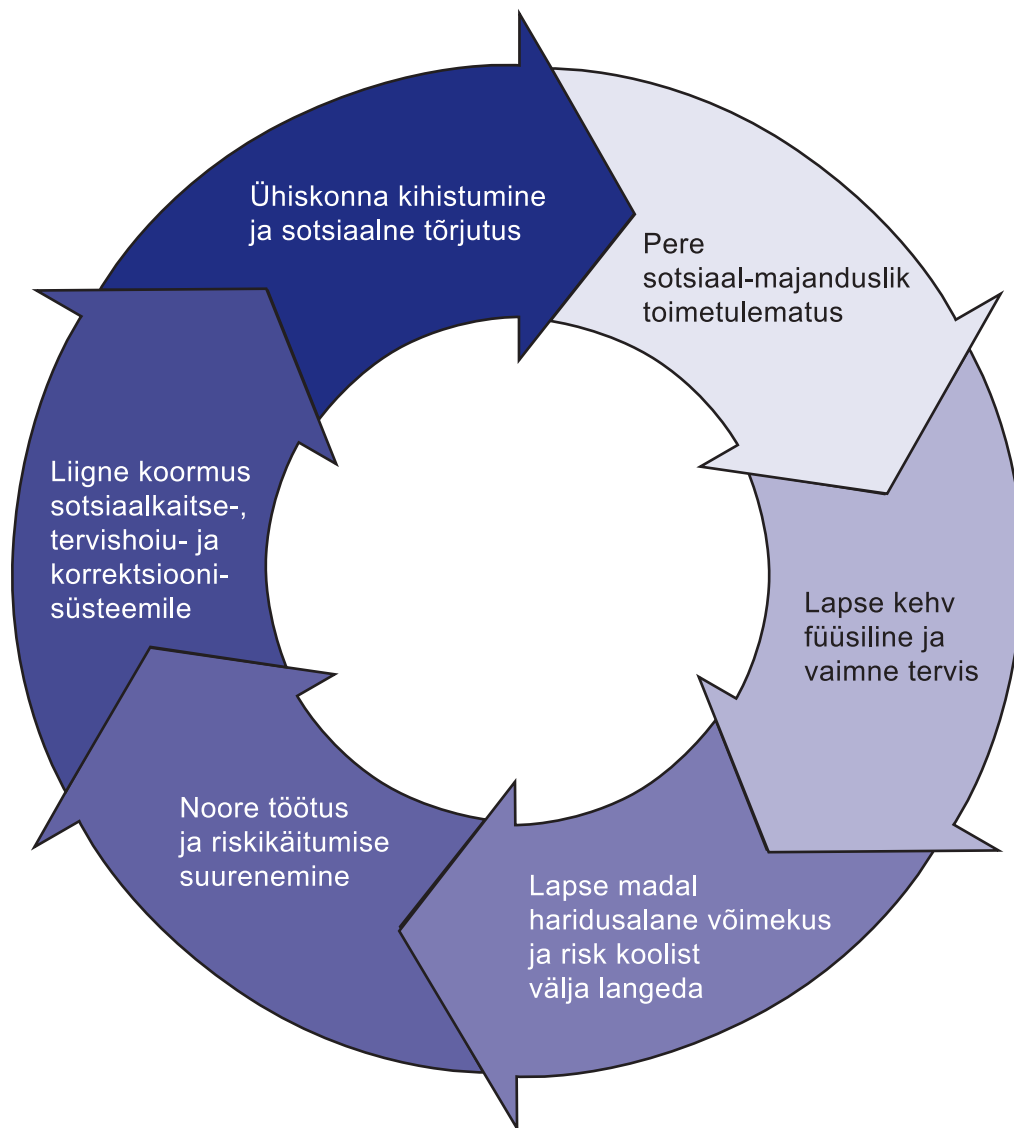 Ühiskonna kihistumine
ja sotsiaalne tõrjutus
Pere
sotsiaal-majanduslik
toimetulematus
Lapse kehv
füüsiline ja
vaimne tervis
Lapse madal
haridusalane võimekus
ja risk koolist
välja langeda
Noore töötus
ja riskikäitumise
suurenemine
Liigne koormus
sotsiaalkaitse-,
tervishoiu- ja
korrektsiooni-
süsteemile